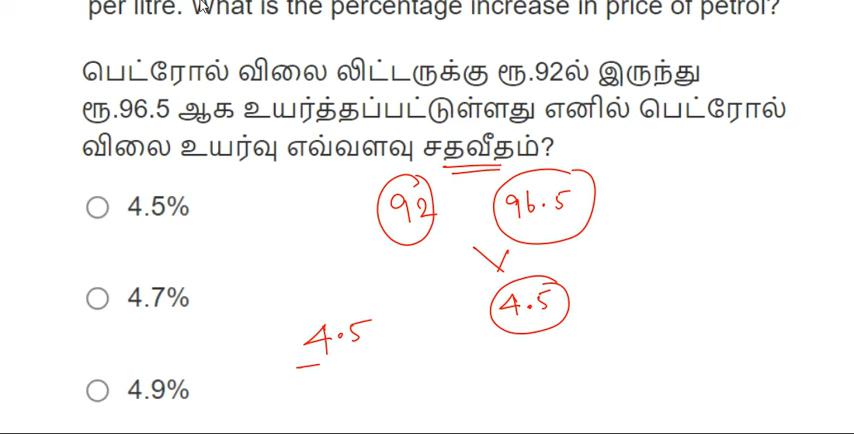 per litre. What is the percentage increase in price of petrol?
பெட்ரோல் விலை லிட்டருக்கு ரூ.92ல் இருந்து
ரூ.96.5 ஆக உயர்த்தப்பட்டுள்ளது எனில் பெட்ரோல்
விலை உயர்வு எவ்வளவு சதவீதம்?
92 96.5
4.5%
4.7%
4.5
4.5
4.9%